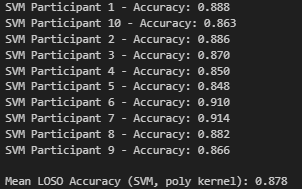 SVM Participant 1 - Accuracy: 0.888
SVM Participant 10 - Accuracy: 0.863
SVM Participant 2 - Accuracy: 0.886
SVM Participant 3 - Accuracy: 0.870
SVM Participant 4 - Accuracy: 0.850
SVM Participant 5 - Accuracy: 0.848
SVM Participant 6 - Accuracy: 0.910
SVM Participant 7 - Accuracy: 0.914
SVM Participant 8 - Accuracy: 0.882
SVM Participant 9 - Accuracy: 0.866
Mean LOSO Accuracy (SVM, poly kernel): 0.878